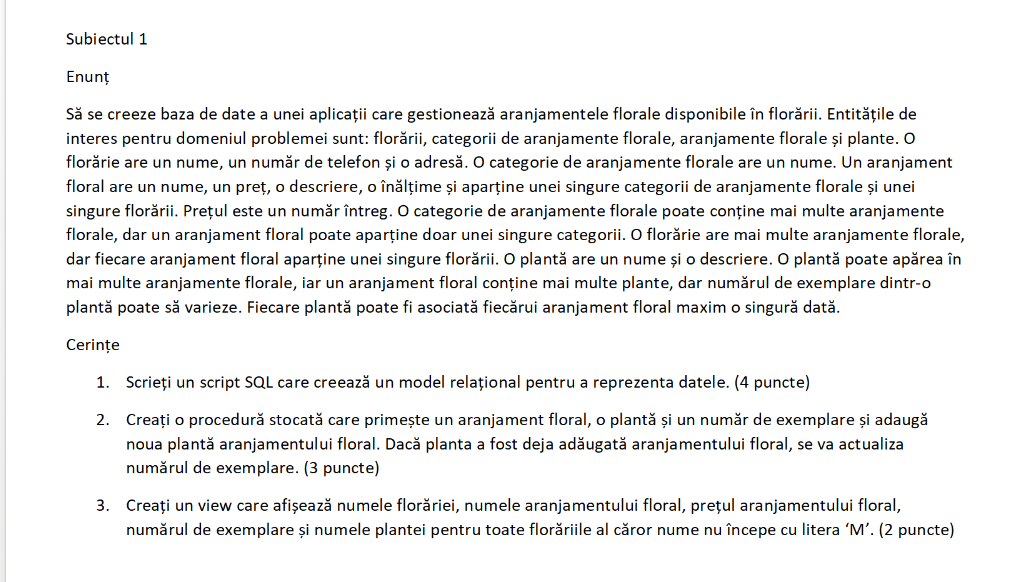 Subiectul 1
Enunț
Să se creeze baza de date a unei aplicații care gestionează aranjamentele florale disponibile în florării. Entitățile de
interes pentru domeniul problemei sunt: florării, categorii de aranjamente florale, aranjamente florale și plante. O
florărie are un nume, un număr de telefon și o adresă. O categorie de aranjamente florale are un nume. Un aranjament
floral are un nume, un preț, o descriere, o înălțime și aparține unei singure categorii de aranjamente florale și unei
singure florării. Prețul este un număr întreg. O categorie de aranjamente florale poate conține mai multe aranjamente
florale, dar un aranjament floral poate aparține doar unei singure categorii. O florărie are mai multe aranjamente florale,
dar fiecare aranjament floral aparține unei singure florării. O plantă are un nume și o descriere. O plantă poate apărea în
mai multe aranjamente florale, iar un aranjament floral conține mai multe plante, dar numărul de exemplare dintr-o
plantă poate să varieze. Fiecare plantă poate fi asociată fiecărui aranjament floral maxim o singură dată.
Cerințe
1. Scrieți un script SQL care creează un model relațional pentru a reprezenta datele. (4 puncte)
2. Creați o procedură stocată care primește un aranjament floral, o plantă și un număr de exemplare și adaugă
noua plantă aranjamentului floral. Dacă planta a fost deja adăugată aranjamentului floral, se va actualiza
numărul de exemplare. (3 puncte)
3. Creați un view care afișează numele florăriei, numele aranjamentului floral, prețul aranjamentului floral,
numărul de exemplare și numele plantei pentru toate florăriile al căror nume nu începe cu litera ‘M’. (2 puncte)